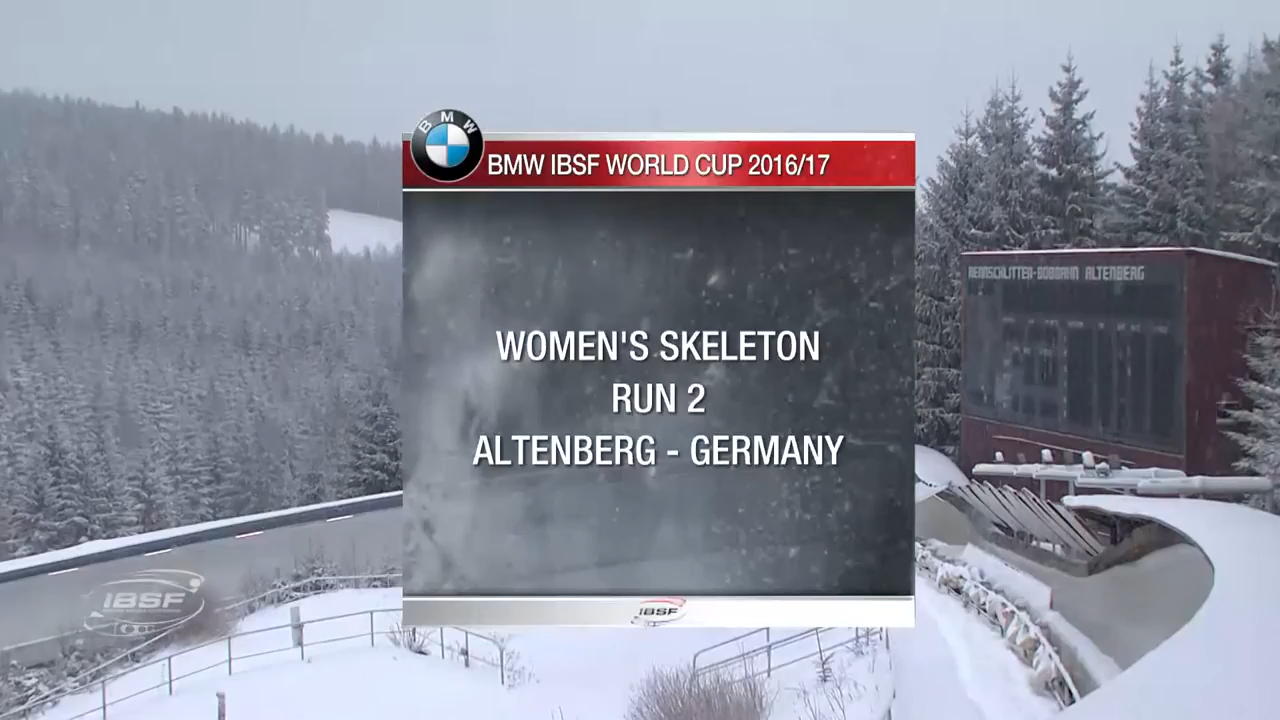 BMW
BMW IBSF WORLD CUP 2016/17
RENNSCHLITTEN-BOBBAHN ALTENBERG
WOMEN'S SKELETON
RUN 2
ALTENBERG - GERMANY
IBSF
IBSF